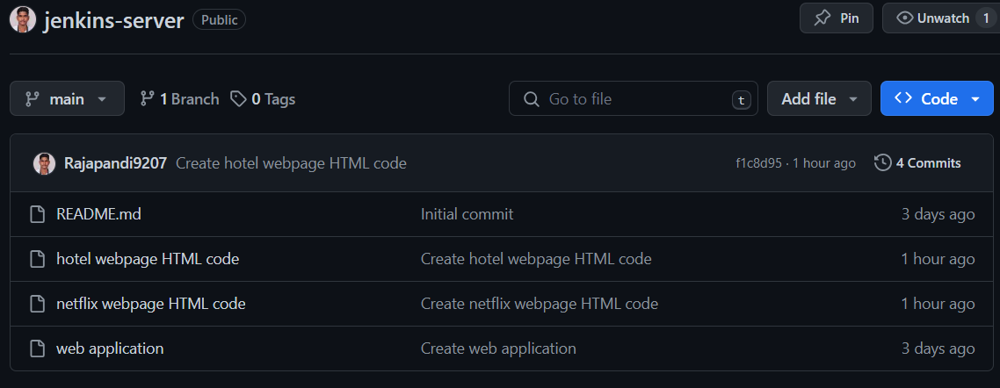 jenkins-server Public Pin Unwatch 1
main 1 Branch 0 Tags Go to file t Add file Code
Rajapandi9207 Create hotel webpage HTML code f1c8d95 · 1 hour ago 4 Commits
README.md Initial commit 3 days ago
hotel webpage HTML code Create hotel webpage HTML code 1 hour ago
netflix webpage HTML code Create netflix webpage HTML code 1 hour ago
web application Create web application 3 days ago